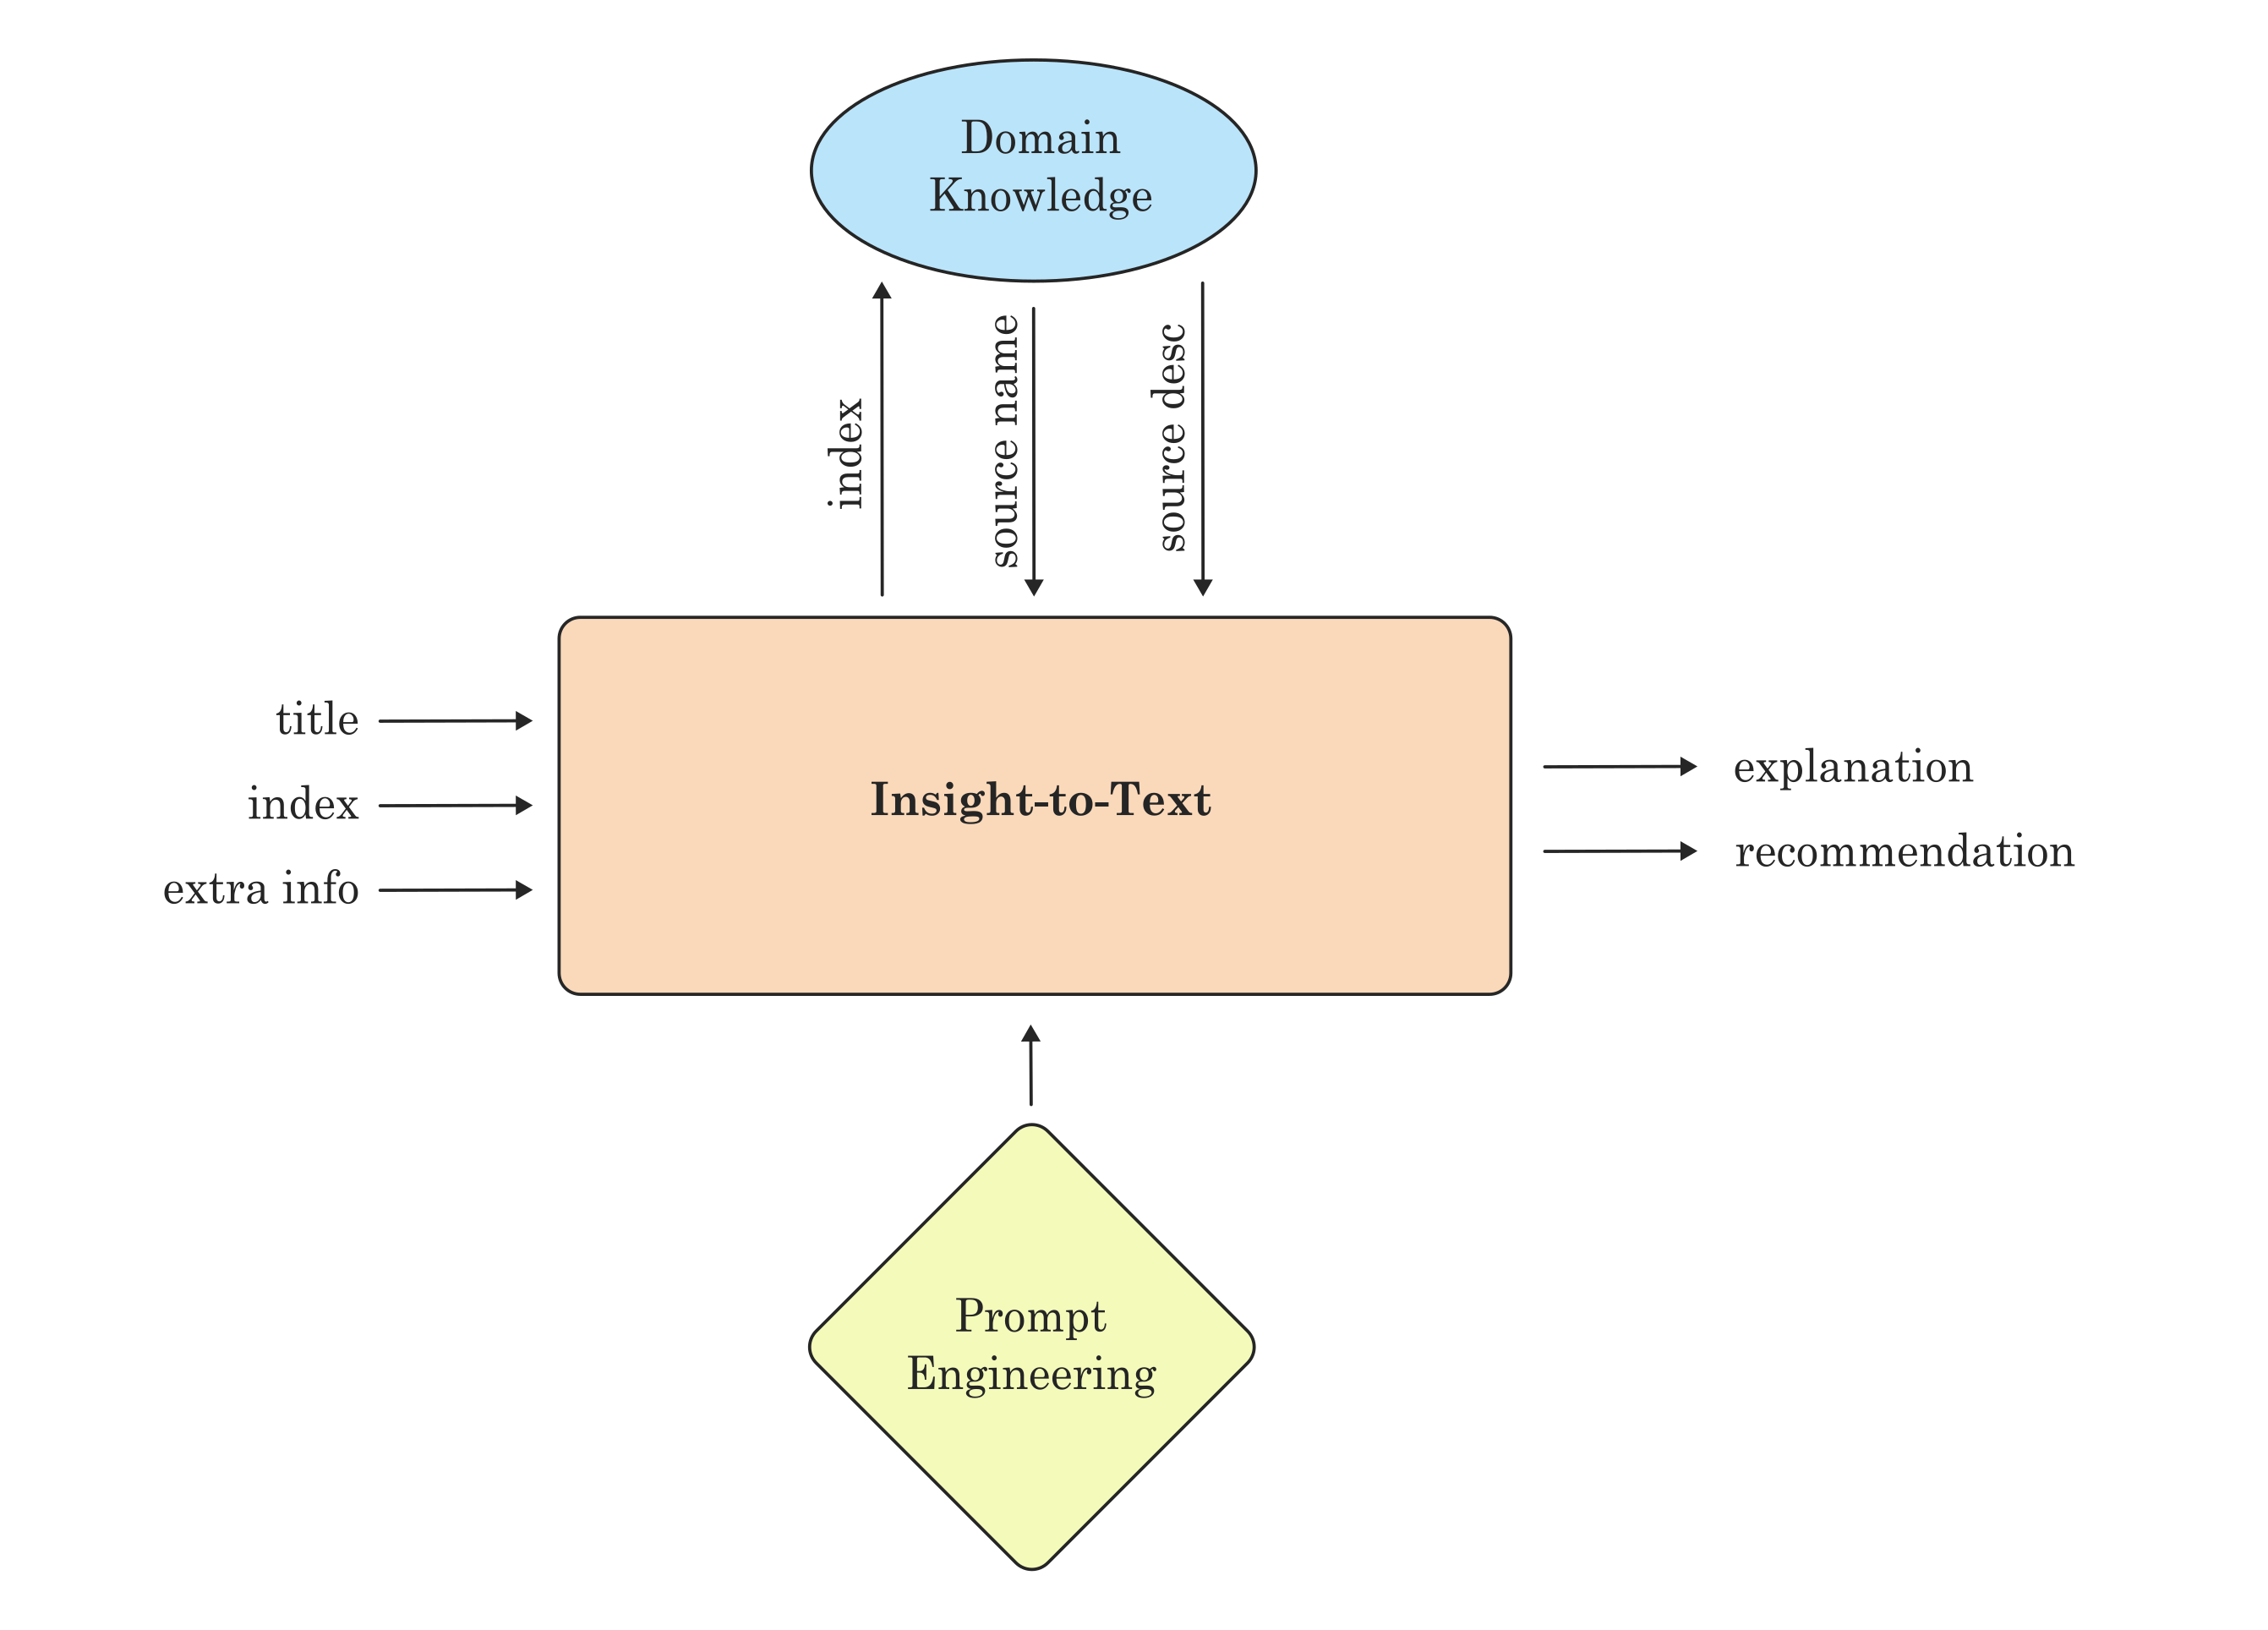 Domain
Knowledge
index
source name
source desc
title
index
extra info
Insight-to-Text
explanation
recommendation
Prompt
Engineering